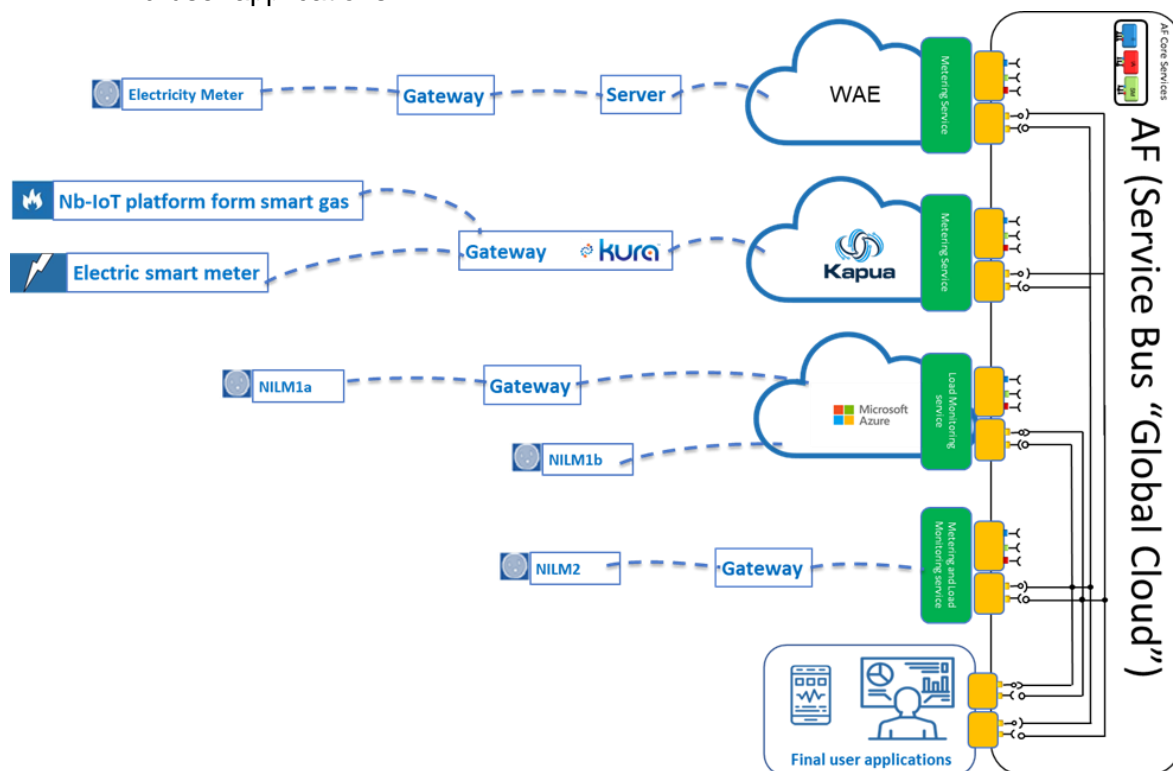 AF Core Services
SM
AF (Service Bus “Global Cloud”)
Electricity Meter
Gateway
Server
WAE
Metering Service
Nb-IoT platform form smart gas
Gateway
kura
Electric smart meter
Kapua
Metering Service
NILM1a
Gateway
Microsoft
Azure
Load Monitoring
service
NILM1b
NILM2
Gateway
Metering and Load
Monitoring service
Final user applications